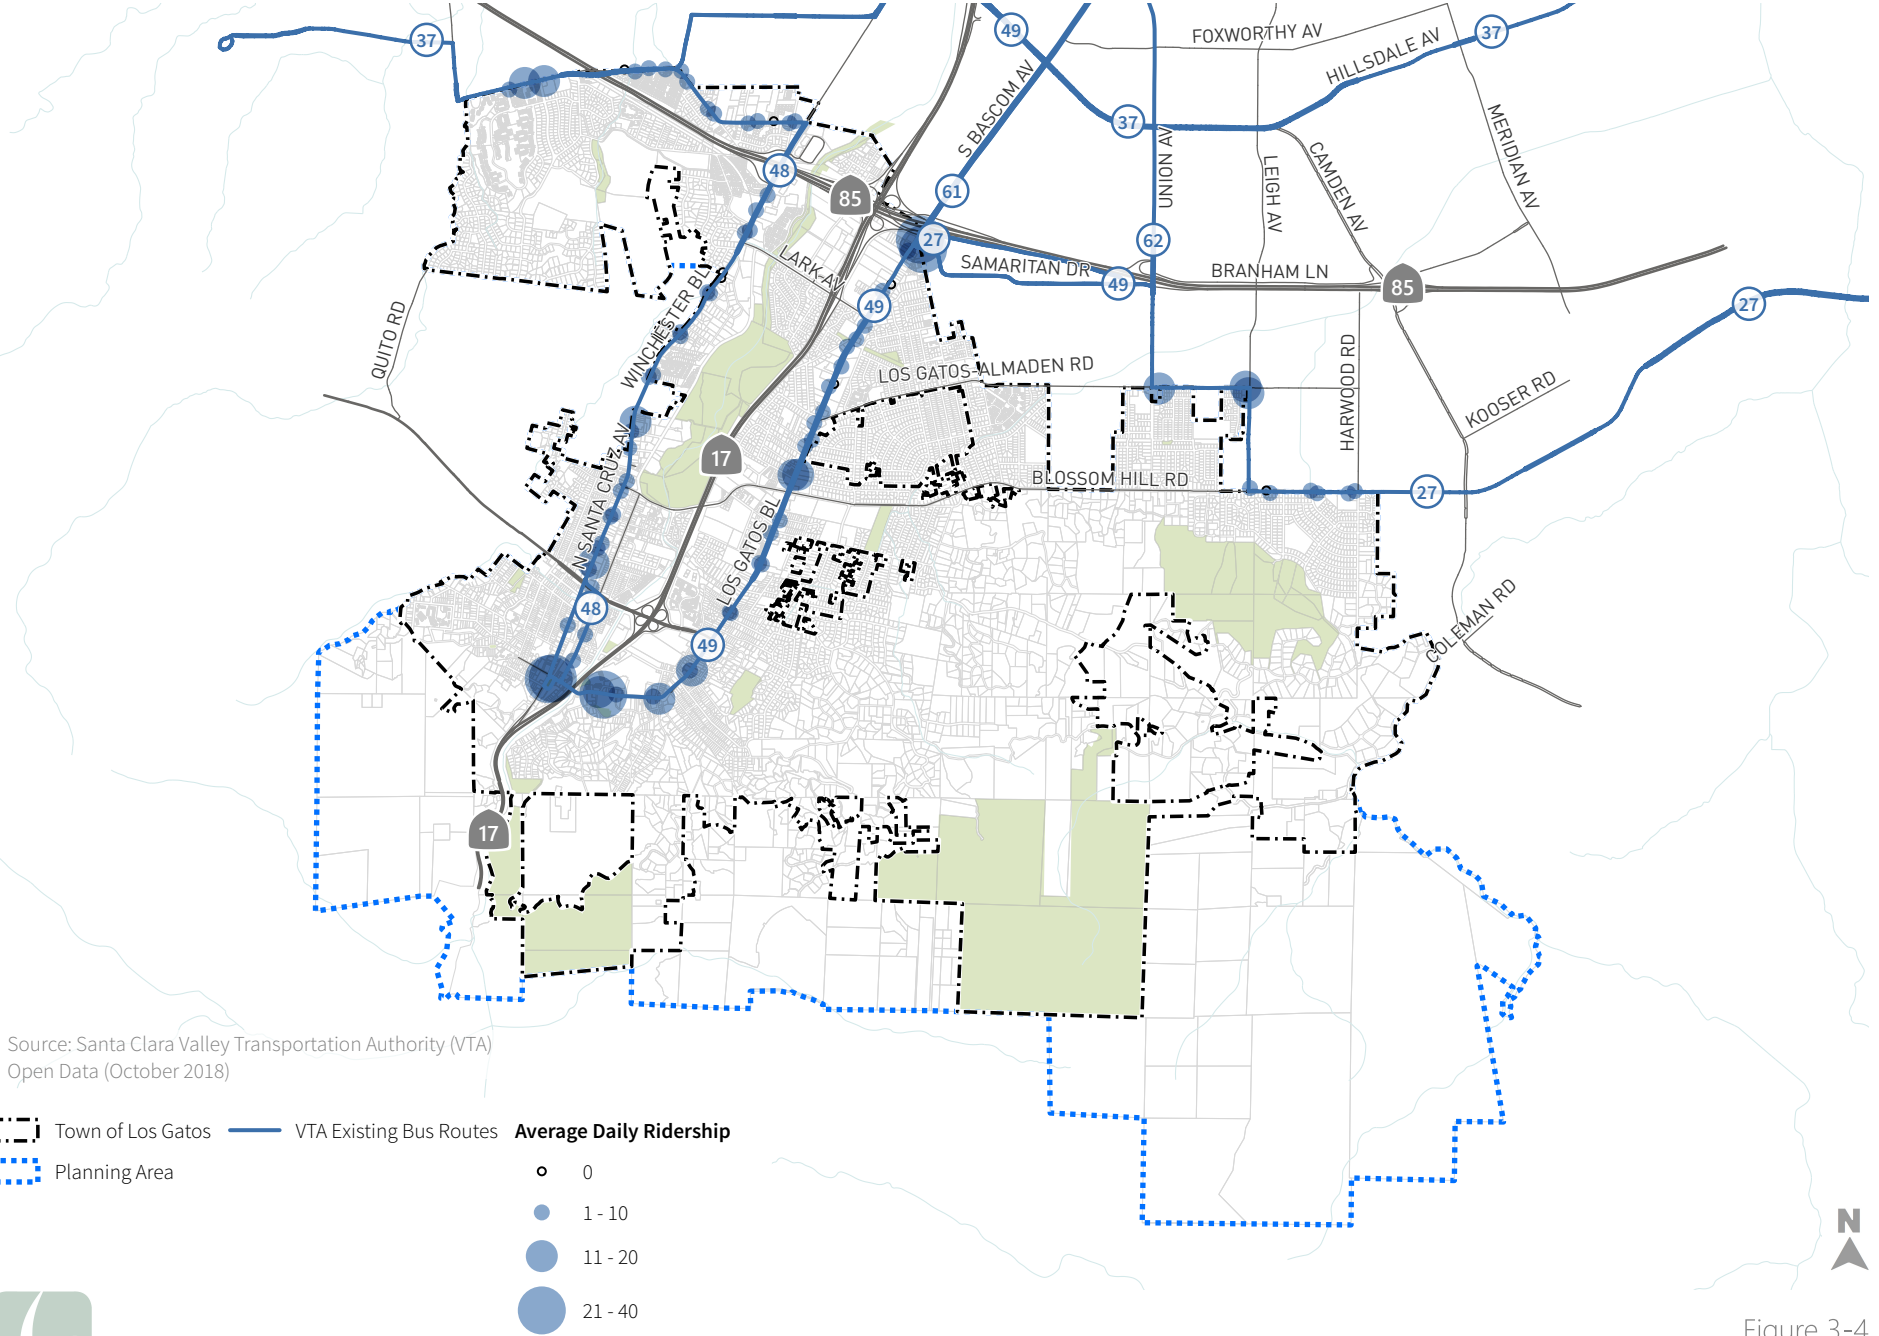 49
FOXWORTHY AV
37
37
HILLSDALE AV
S BASCOM AV
37
UNION AV
MERIDIAN AV
LEIGH AV
CAMDEN AV
48
85
61
27
62
LARK AV
SAMARITAN DR
49
BRANHAM LN
85
49
27
WINCHESTER BL
QUITO RD
LOS GATOS-ALMADEN RD
HARWOOD RD
KOOSER RD
N SANTA CRUZ AV
17
BLOSSOM HILL RD
27
LOS GATOS BL
48
49
COLEMAN RD
17
Source: Santa Clara Valley Transportation Authority (VTA)
Open Data (October 2018)
Town of Los Gatos
VTA Existing Bus Routes
Average Daily Ridership
Planning Area
0
1 - 10
11 - 20
21 - 40
N
Figure 3-4